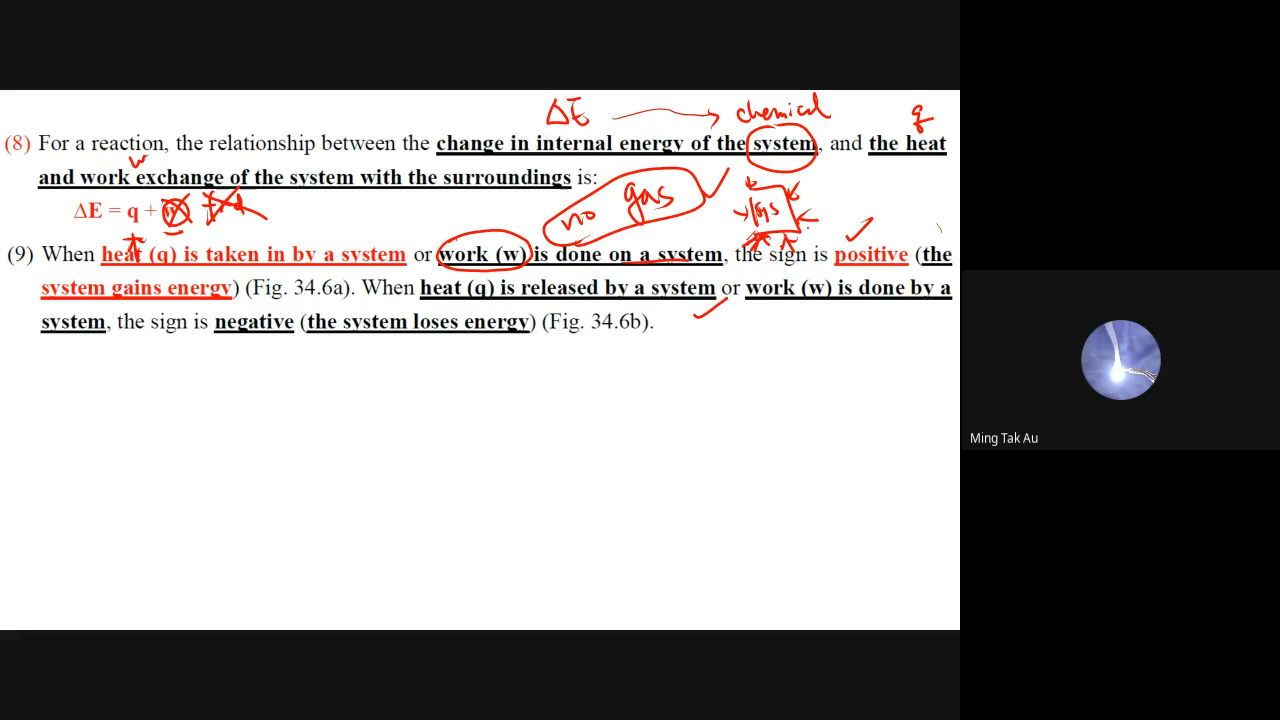 ΔE → chemical q
(8) For a reaction, the relationship between the change in internal energy of the system, and the heat
w
and work exchange of the system with the surroundings is:
no gas
sys
ΔE = q + w
(9) When heat (q) is taken in by a system or work (w) is done on a system, the sign is positive (the
system gains energy) (Fig. 34.6a). When heat (q) is released by a system or work (w) is done by a
system, the sign is negative (the system loses energy) (Fig. 34.6b).
Ming Tak Au